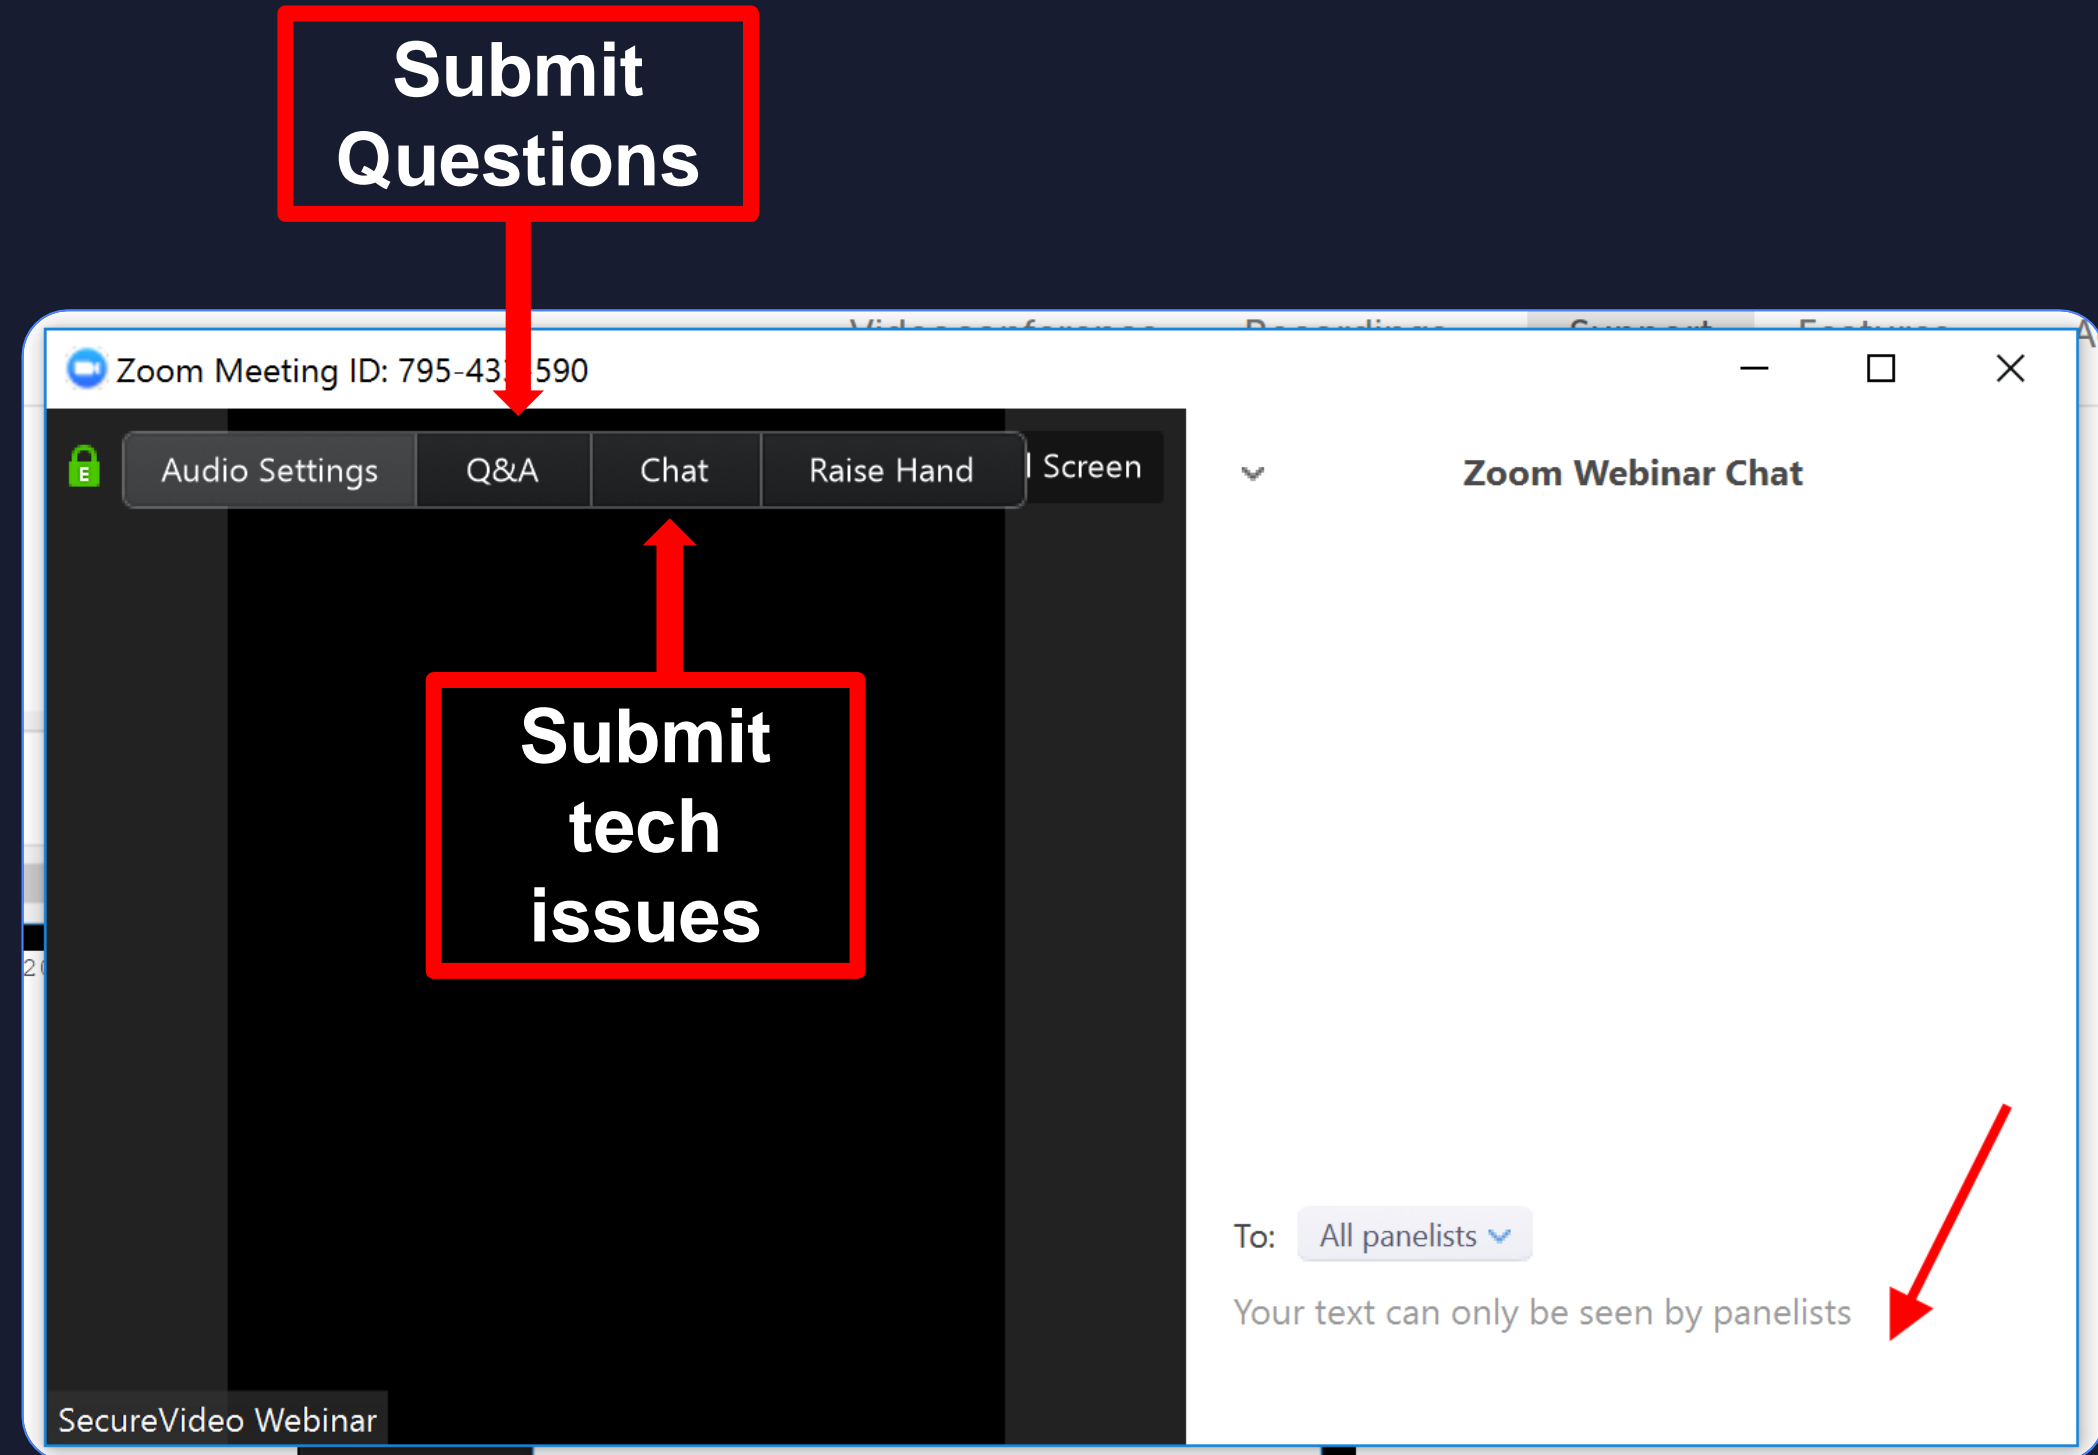 Submit
Questions
Zoom Meeting ID: 795-43 590
Audio Settings
Q&A
Chat
Raise Hand
Screen
Zoom Webinar Chat
Submit
tech
issues
To: All panelists
Your text can only be seen by panelists
SecureVideo Webinar